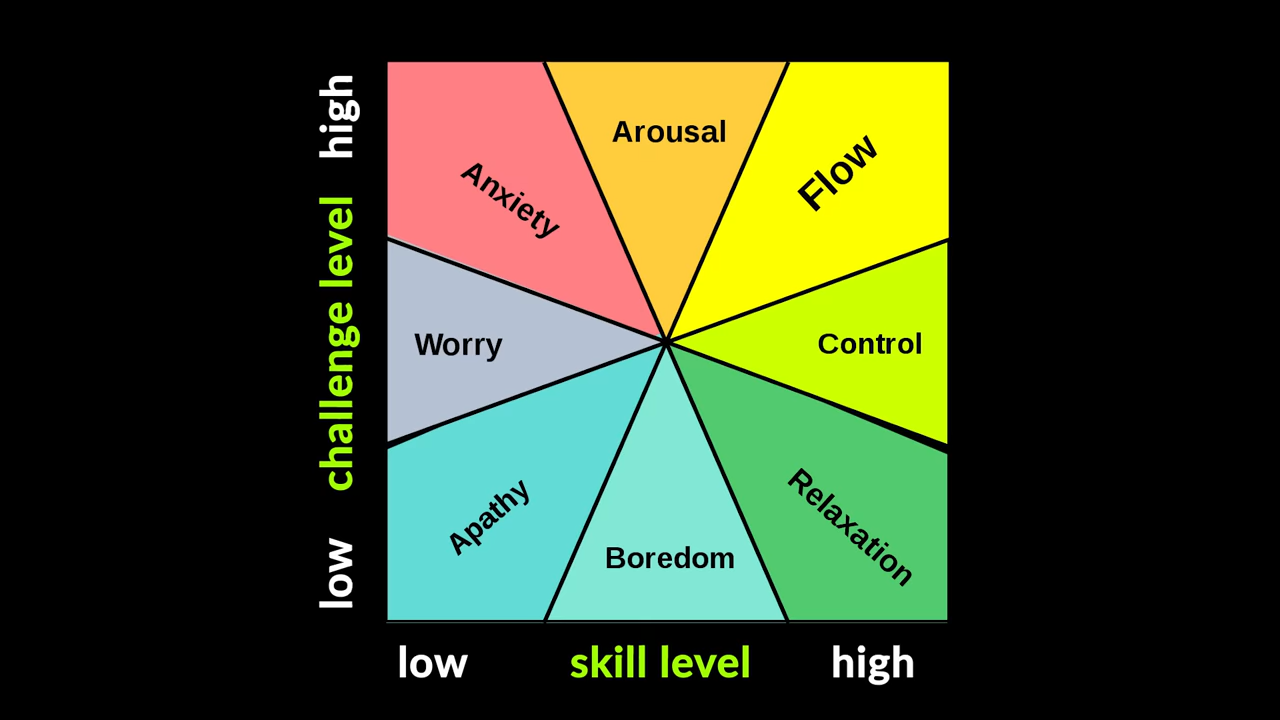 high
challenge level
low
Anxiety
Arousal
Flow
Worry
Control
Apathy
Boredom
Relaxation
low skill level high